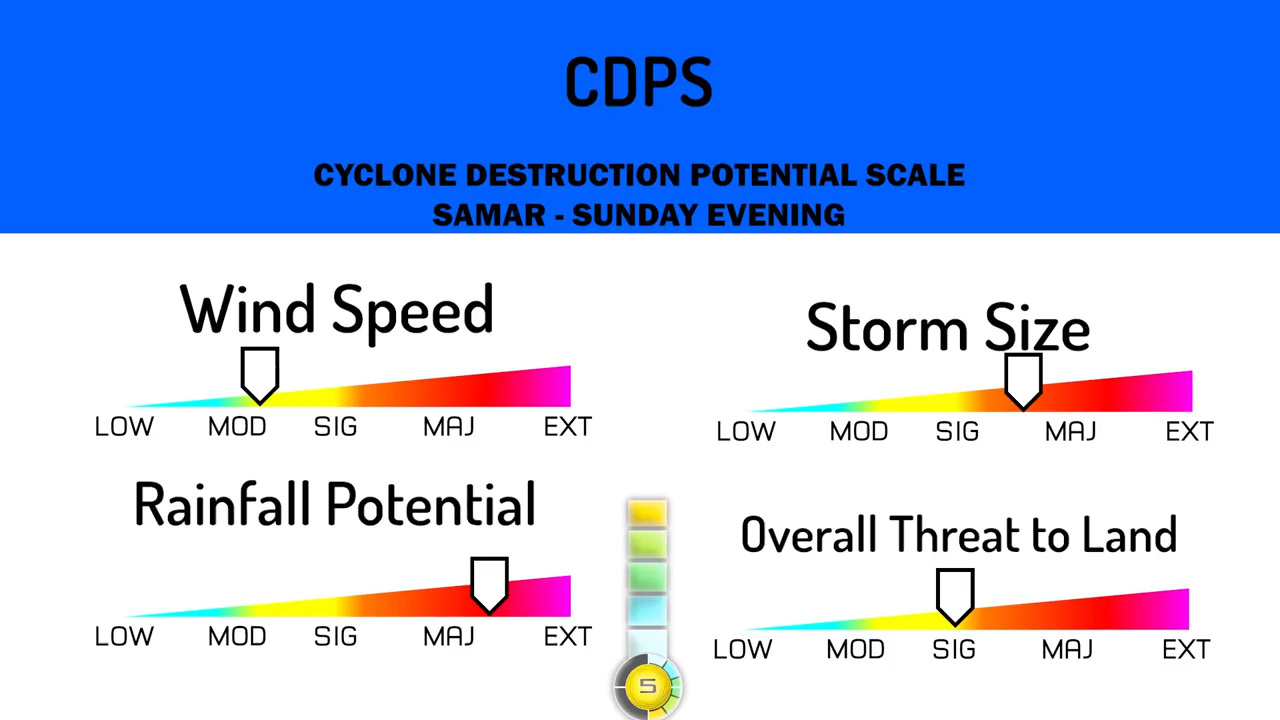 CDPS
CYCLONE DESTRUCTION POTENTIAL SCALE
SAMAR - SUNDAY EVENING
Wind Speed
LOW MOD SIG MAJ EXT
Storm Size
LOW MOD SIG MAJ EXT
Rainfall Potential
LOW MOD SIG MAJ EXT
Overall Threat to Land
LOW MOD SIG MAJ EXT
5